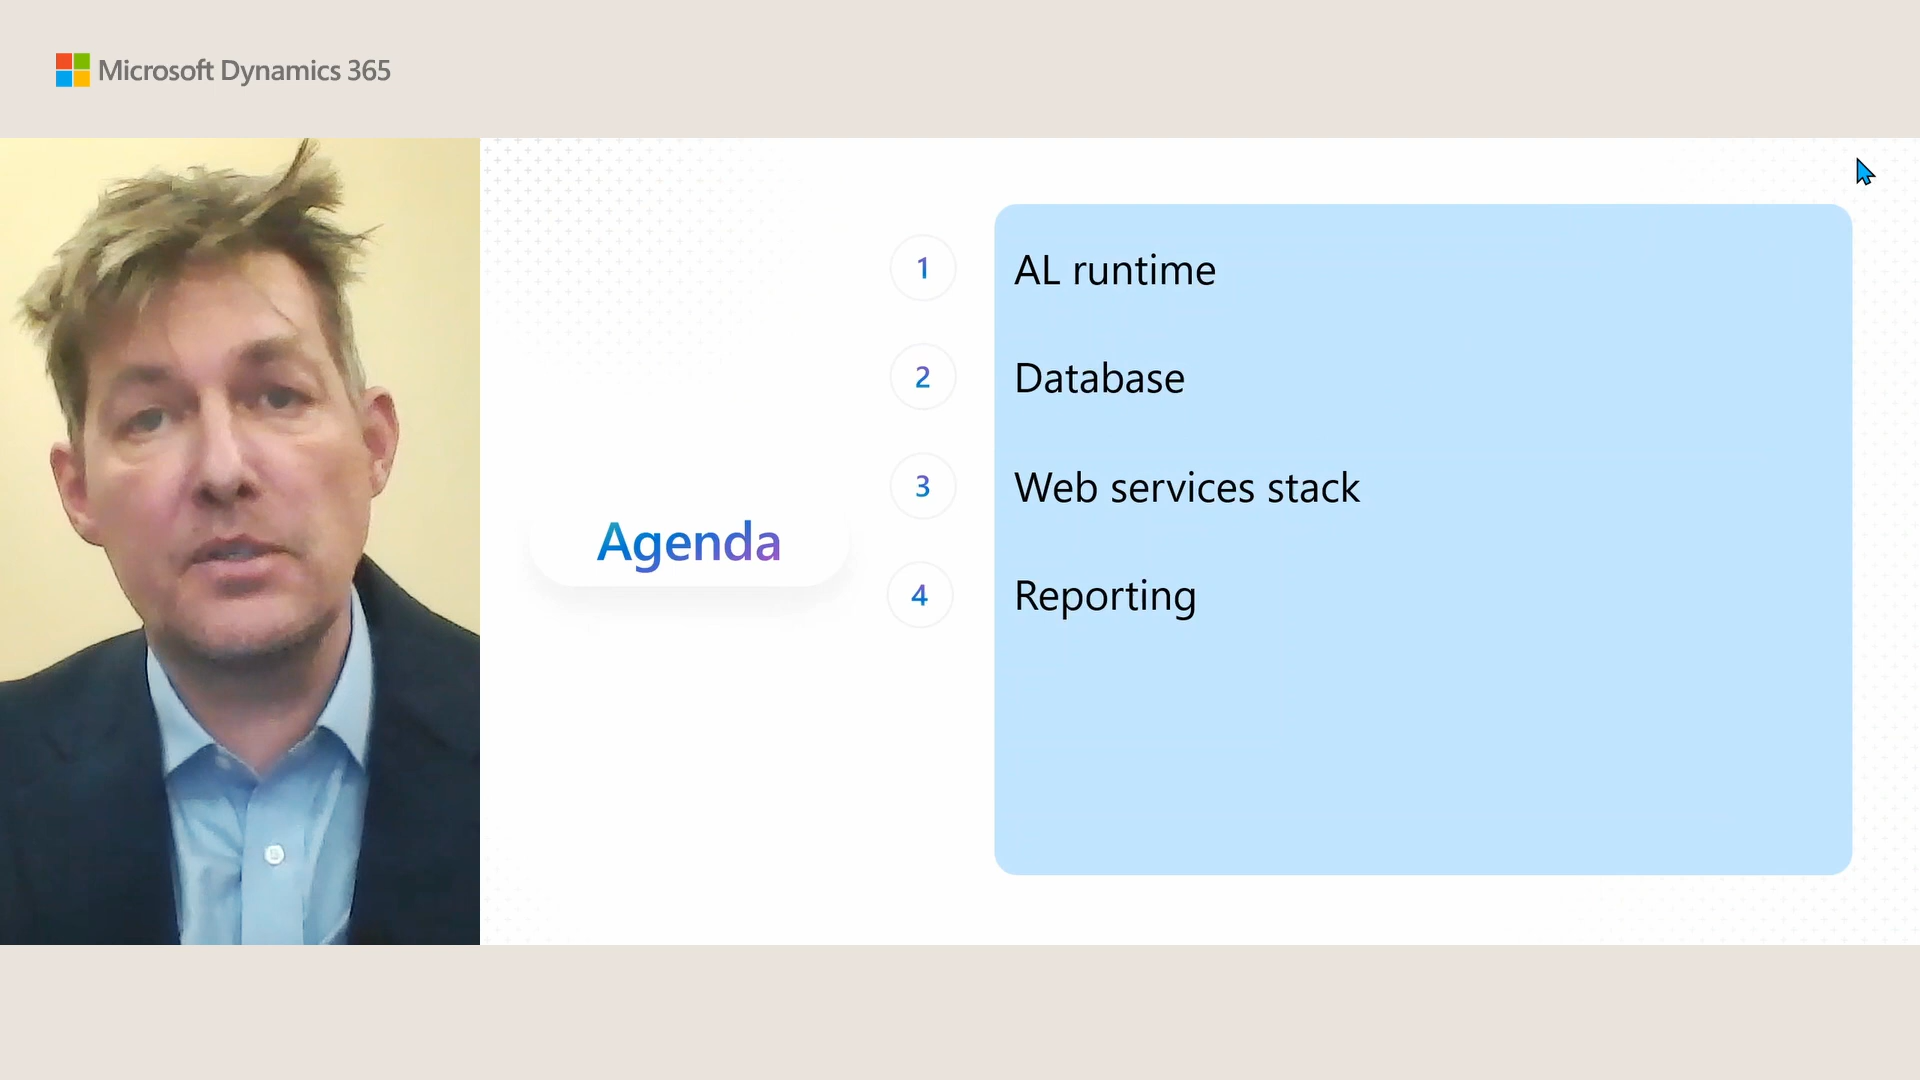 Microsoft Dynamics 365
Agenda
1 AL runtime
2 Database
3 Web services stack
4 Reporting